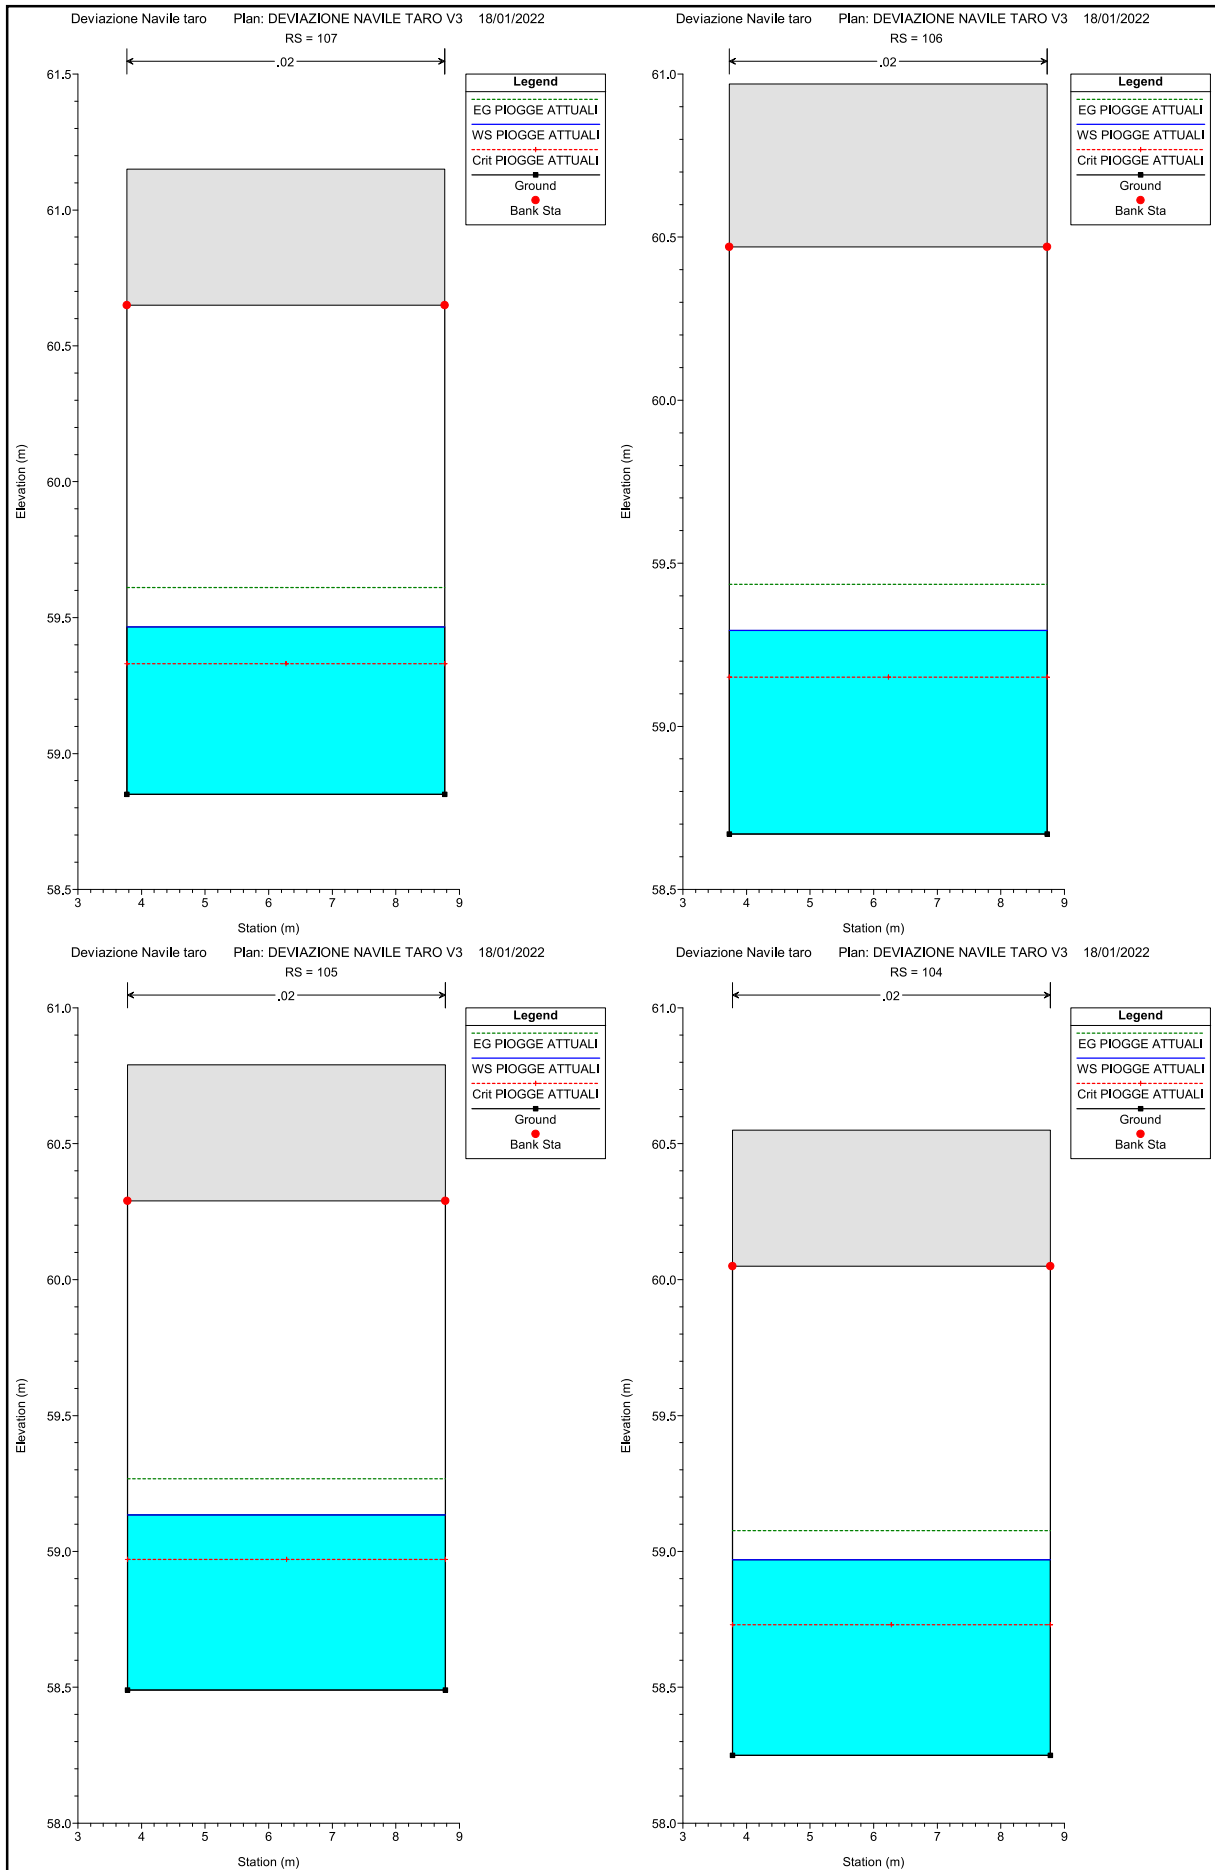 Deviazione Navile taro Plan: DEVIAZIONE NAVILE TARO V3 18/01/2022
RS = 107
.02
Legend
EG PIOGGE ATTUALI
WS PIOGGE ATTUALI
Crit PIOGGE ATTUALI
Ground
Bank Sta
61.5
61.0
60.5
60.0
59.5
59.0
58.5
Elevation (m)
3 4 5 6 7 8 9
Station (m)
Deviazione Navile taro Plan: DEVIAZIONE NAVILE TARO V3 18/01/2022
RS = 106
.02
Legend
EG PIOGGE ATTUALI
WS PIOGGE ATTUALI
Crit PIOGGE ATTUALI
Ground
Bank Sta
61.0
60.5
60.0
59.5
59.0
58.5
Elevation (m)
3 4 5 6 7 8 9
Station (m)
Deviazione Navile taro Plan: DEVIAZIONE NAVILE TARO V3 18/01/2022
RS = 105
.02
Legend
EG PIOGGE ATTUALI
WS PIOGGE ATTUALI
Crit PIOGGE ATTUALI
Ground
Bank Sta
61.0
60.5
60.0
59.5
59.0
58.5
58.0
Elevation (m)
3 4 5 6 7 8 9
Station (m)
Deviazione Navile taro Plan: DEVIAZIONE NAVILE TARO V3 18/01/2022
RS = 104
.02
Legend
EG PIOGGE ATTUALI
WS PIOGGE ATTUALI
Crit PIOGGE ATTUALI
Ground
Bank Sta
61.0
60.5
60.0
59.5
59.0
58.5
58.0
Elevation (m)
3 4 5 6 7 8 9
Station (m)